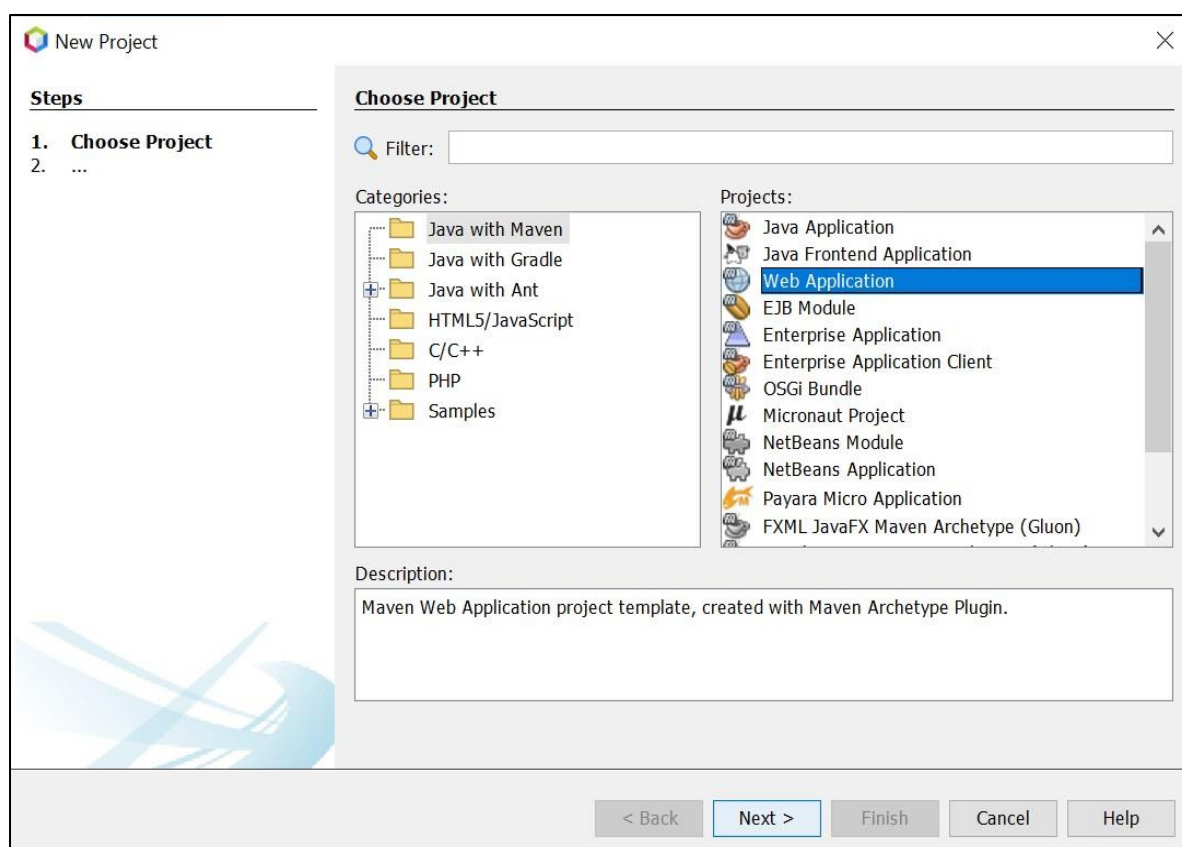 New Project
Steps
1. Choose Project
2. ...
Choose Project
Filter:
Categories:
Java with Maven
Java with Gradle
Java with Ant
HTML5/JavaScript
C/C++
PHP
Samples
Projects:
Java Application
Java Frontend Application
Web Application
EJB Module
Enterprise Application
Enterprise Application Client
OSGi Bundle
Micronaut Project
NetBeans Module
NetBeans Application
Payara Micro Application
FXML JavaFX Maven Archetype (Gluon)
Description:
Maven Web Application project template, created with Maven Archetype Plugin.
< Back
Next >
Finish
Cancel
Help